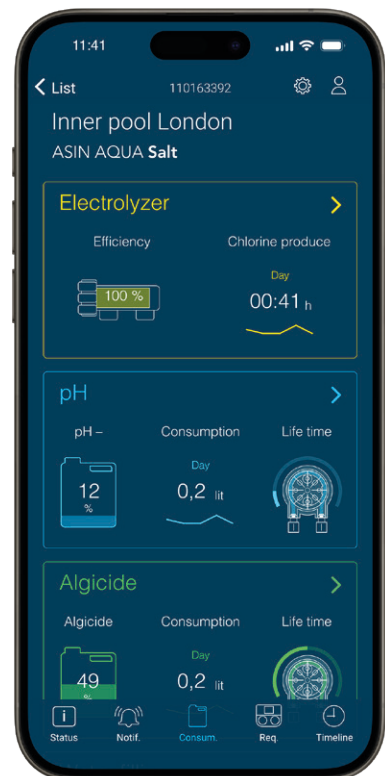 11:41
List
110163392
Inner pool London
ASIN AQUA Salt
Electrolyzer
Efficiency
Chlorine produce
100 %
Day
00:41 h
pH
pH –
Consumption
Life time
12
%
Day
0,2 lit
Algicide
Algicide
Consumption
Life time
49
%
Day
0,2 lit
Status
Notif.
Consum.
Req.
Timeline